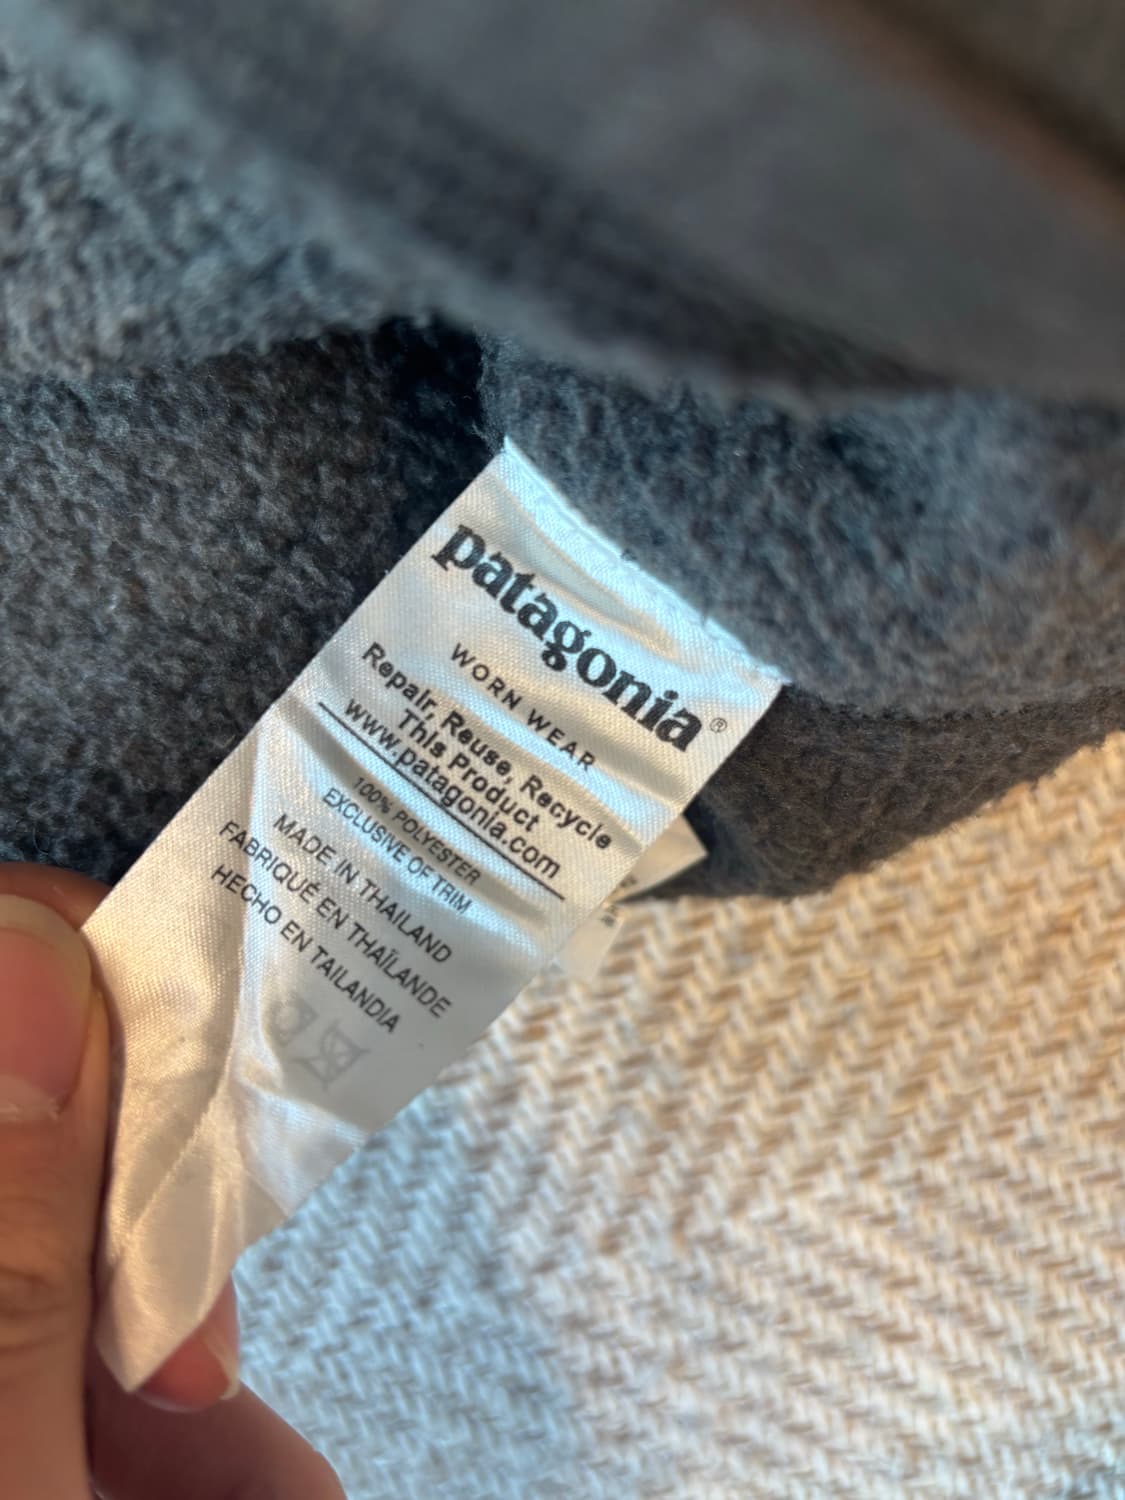 patagonia®
WORN WEAR
Repair, Reuse, Recycle
This Product
www.patagonia.com
100% POLYESTER
EXCLUSIVE OF TRIM
MADE IN THAILAND
FABRIQUÉ EN THAÏLANDE
HECHO EN TAILANDIA